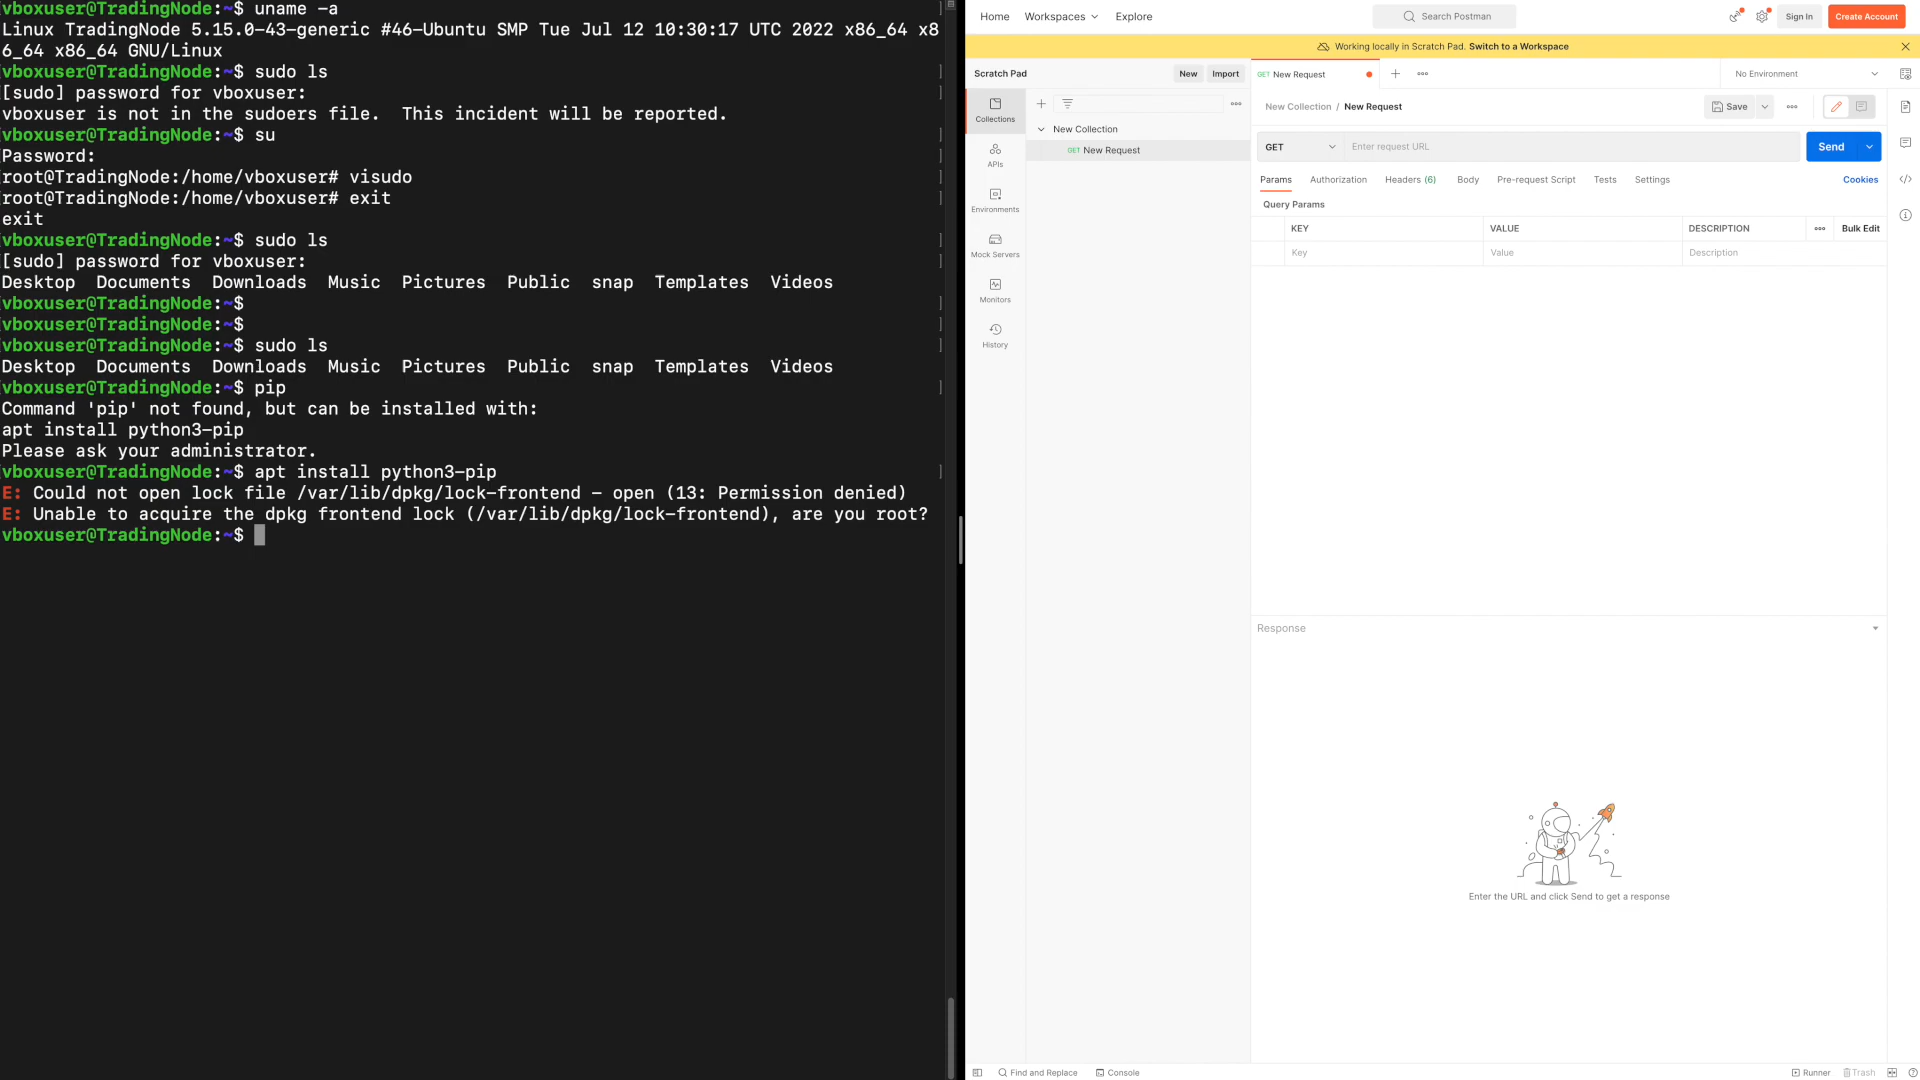 vboxuser@TradingNode:~$ uname -a
Linux TradingNode 5.15.0-43-generic #46-Ubuntu SMP Tue Jul 12 10:30:17 UTC 2022 x86_64 x8
6_64 x86_64 GNU/Linux
vboxuser@TradingNode:~$ sudo ls
[sudo] password for vboxuser:
vboxuser is not in the sudoers file.  This incident will be reported.
vboxuser@TradingNode:~$ su
Password:
root@TradingNode:/home/vboxuser# visudo
root@TradingNode:/home/vboxuser# exit
exit
vboxuser@TradingNode:~$ sudo ls
[sudo] password for vboxuser:
Desktop  Documents  Downloads  Music  Pictures  Public  snap  Templates  Videos
vboxuser@TradingNode:~$
vboxuser@TradingNode:~$
vboxuser@TradingNode:~$ sudo ls
Desktop  Documents  Downloads  Music  Pictures  Public  snap  Templates  Videos
vboxuser@TradingNode:~$ pip
Command 'pip' not found, but can be installed with:
apt install python3-pip
Please ask your administrator.
vboxuser@TradingNode:~$ apt install python3-pip
E: Could not open lock file /var/lib/dpkg/lock-frontend - open (13: Permission denied)
E: Unable to acquire the dpkg frontend lock (/var/lib/dpkg/lock-frontend), are you root?
vboxuser@TradingNode:~$
Home Workspaces Explore Search Postman Sign In Create Account
Working locally in Scratch Pad. Switch to a Workspace
Scratch Pad New Import
GET New Request No Environment
Collections
APIs
Environments
Mock Servers
Monitors
History
New Collection
GET New Request
New Collection / New Request Save
GET Enter request URL Send
Params Authorization Headers (6) Body Pre-request Script Tests Settings Cookies
Query Params
KEY VALUE DESCRIPTION Bulk Edit
Key Value Description
Response
Enter the URL and click Send to get a response
Find and Replace Console Runner Trash